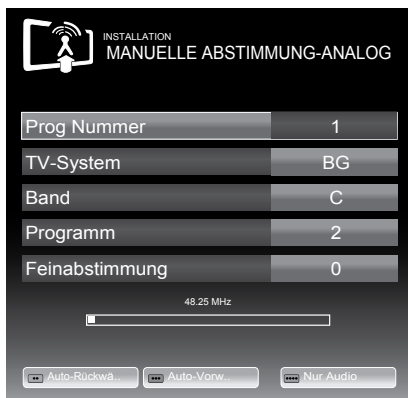 INSTALLATION
MANUELLE ABSTIMMUNG-ANALOG
Prog Nummer 1
TV-System BG
Band C
Programm 2
Feinabstimmung 0
48.25 MHz
Auto-Rückwä.. Auto-Vorw.. Nur Audio